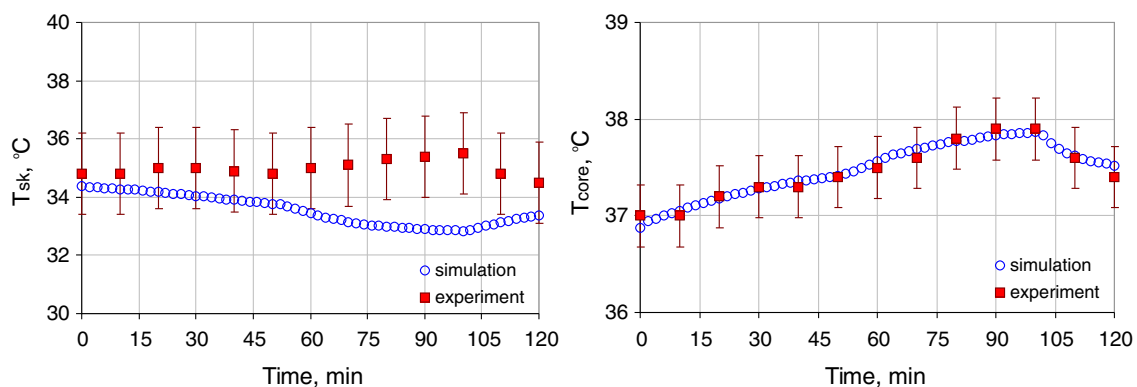 40
38
36
34
32
30
Tsk, °C
simulation
experiment
0 15 30 45 60 75 90 105 120
Time, min
39
38
37
36
Tcore, °C
simulation
experiment
0 15 30 45 60 75 90 105 120
Time, min